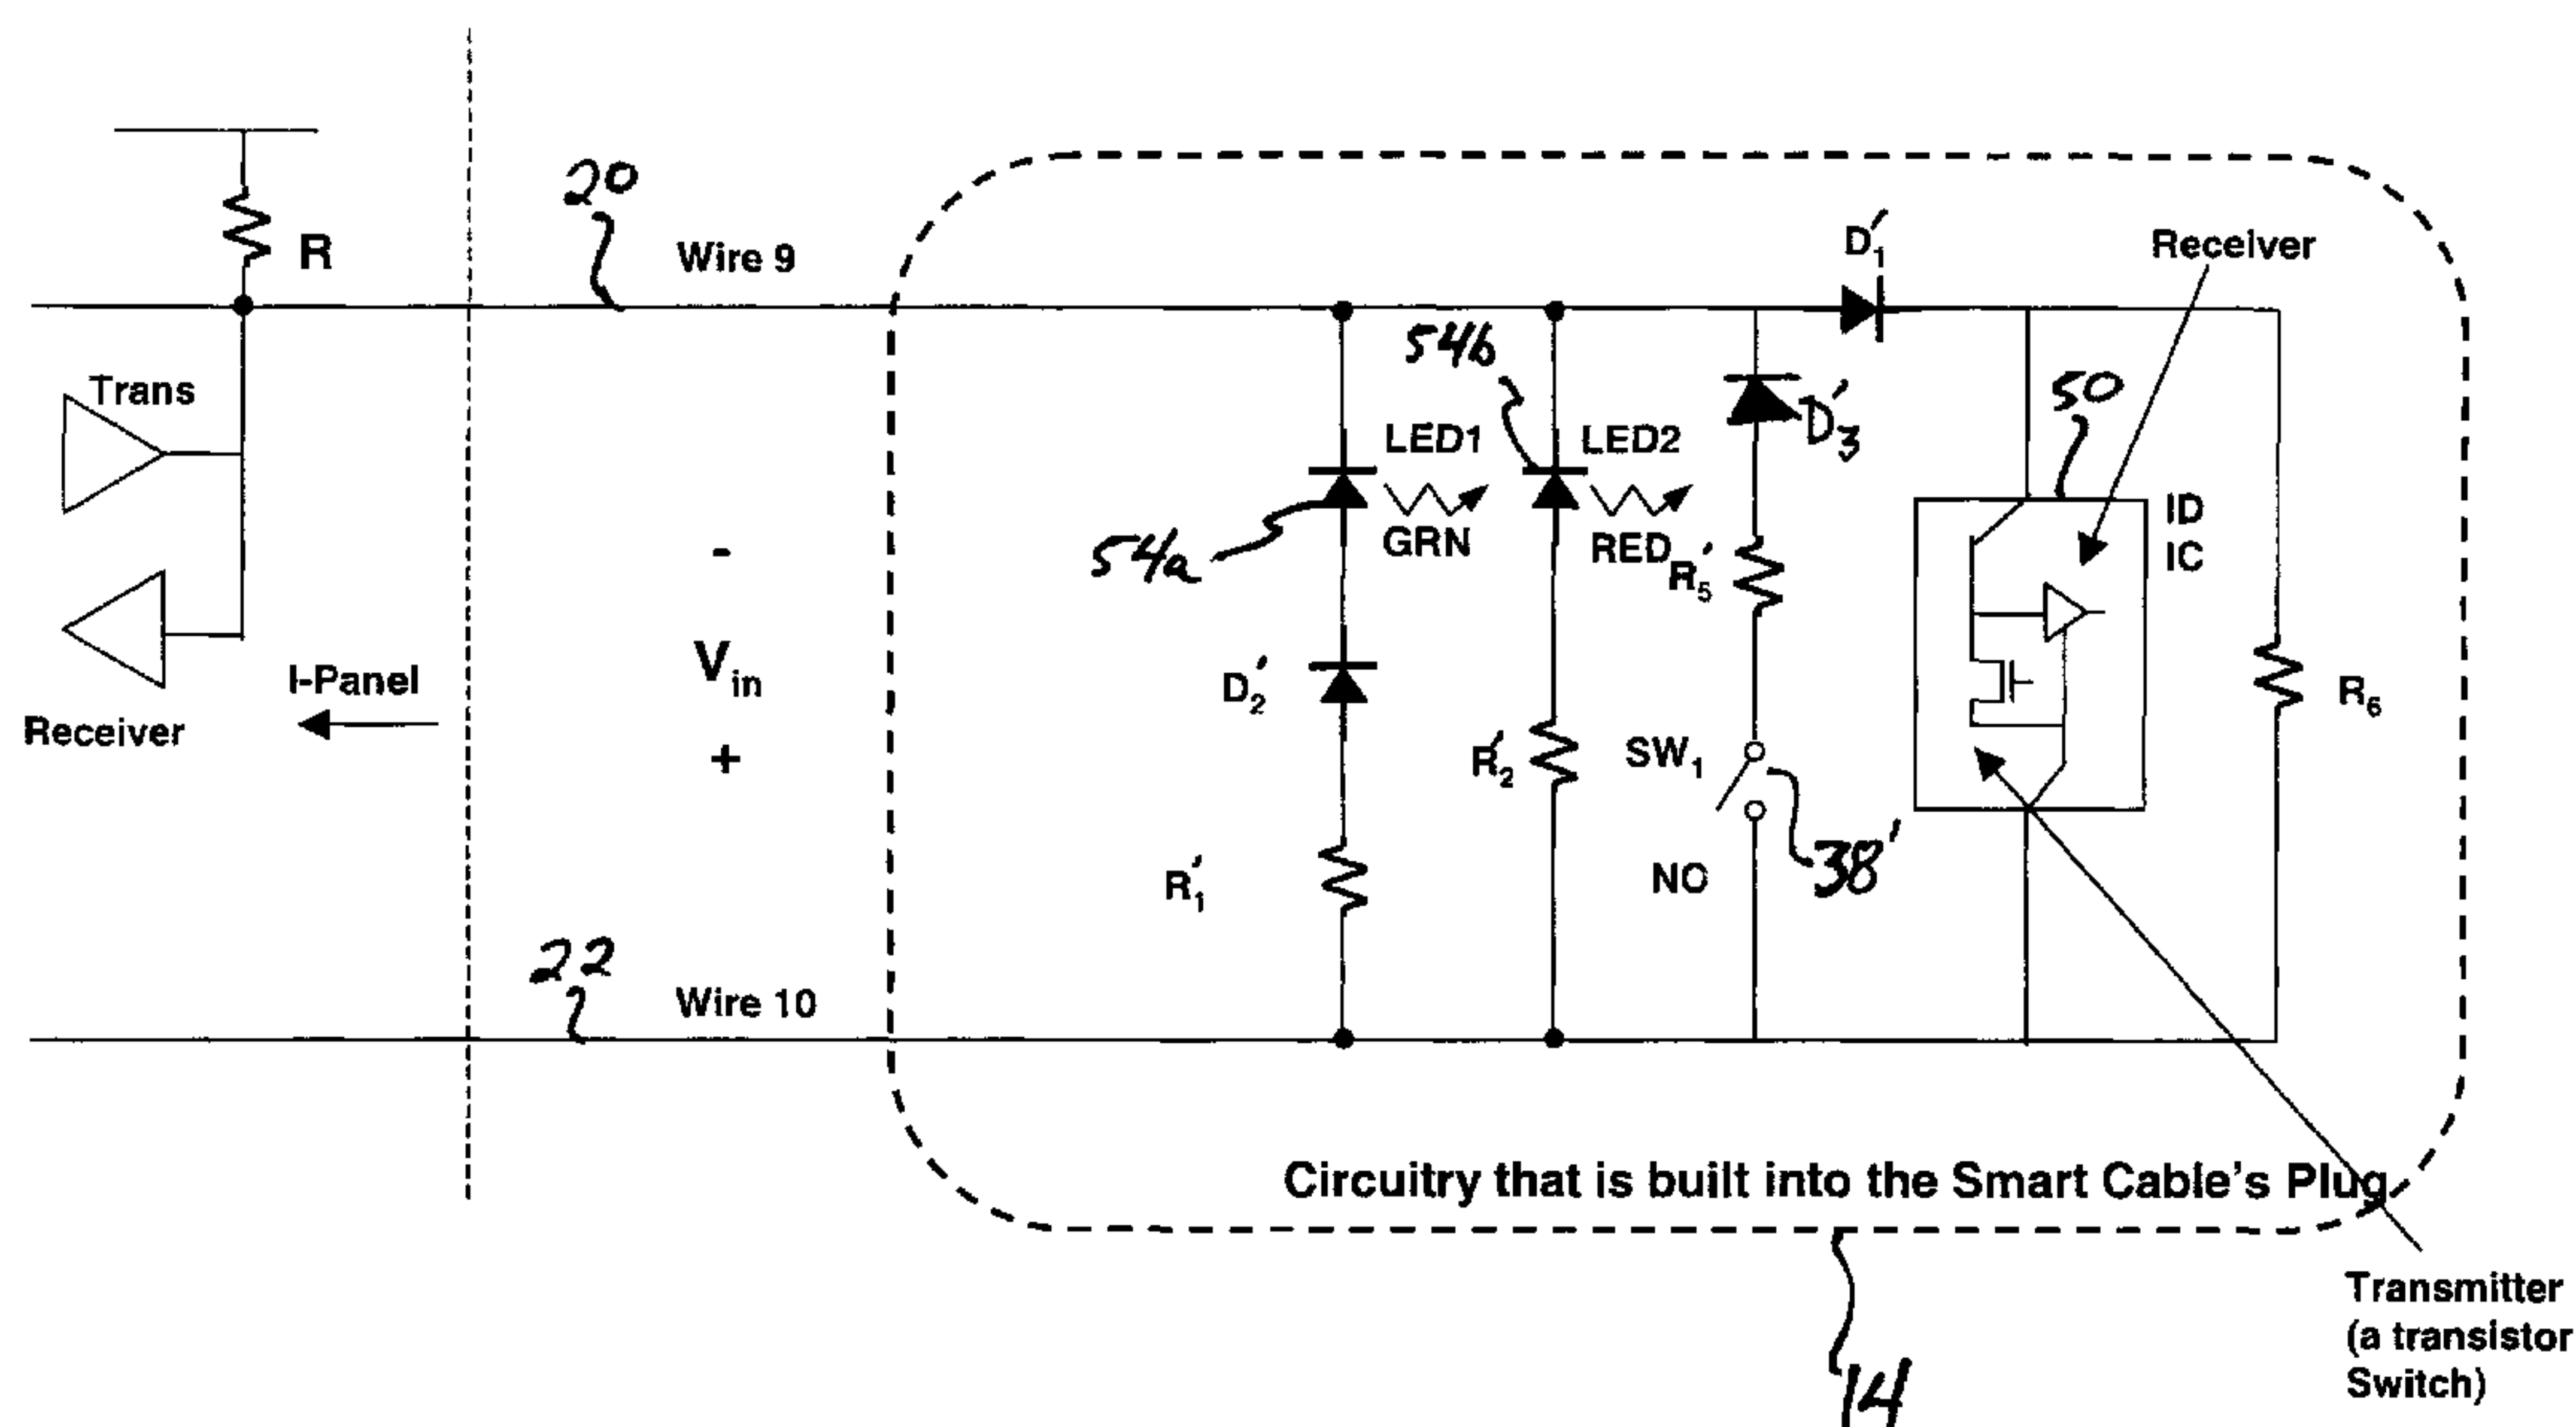 20
Wire 9
R
D'1
Receiver
Trans
54b
50
LED1
LED2
D'3
ID
IC
GRN
RED
54a
R'5
-
Vin
+
I-Panel
Receiver
D'2
R6
R'2
SW1
38'
R'1
NO
22
Wire 10
Circuitry that is built into the Smart Cable's Plug
Transmitter
(a transistor
Switch)
14